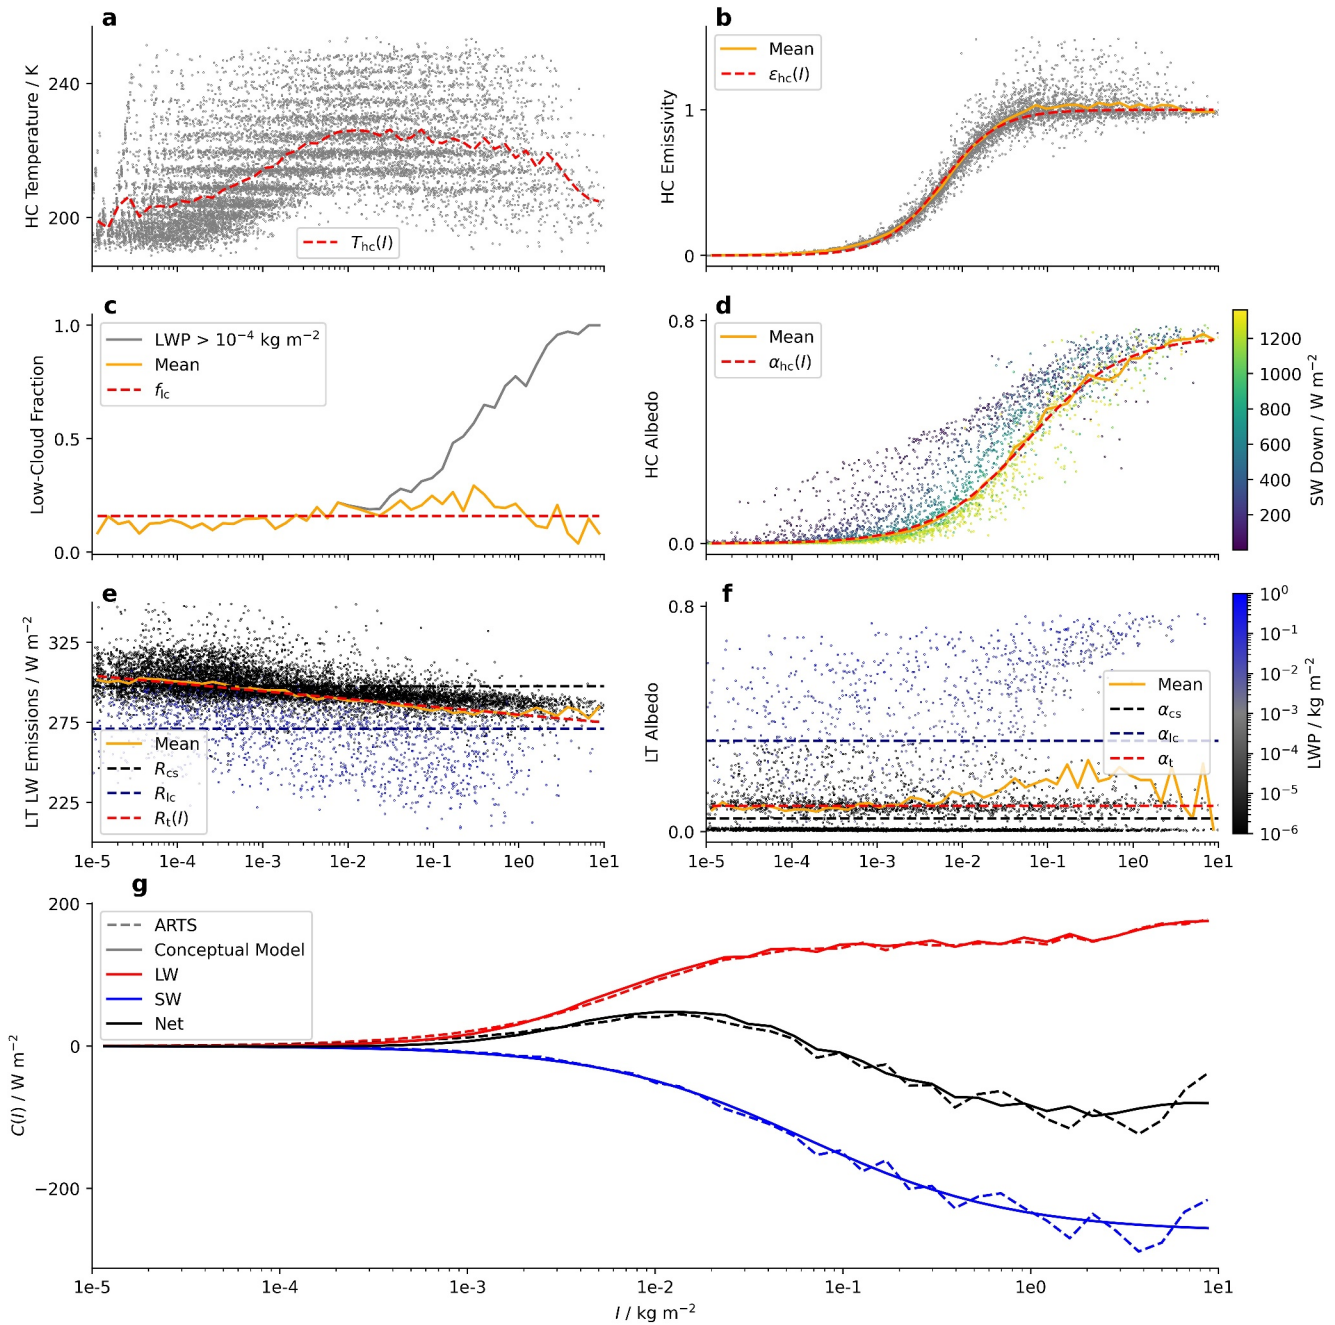 a
HC Temperature / K
240
200
T_hc(I)
b
HC Emissivity
1
0
Mean
ε_hc(I)
c
Low-Cloud Fraction
1.0
0.5
0.0
LWP > 10⁻⁴ kg m⁻²
Mean
f_lc
d
HC Albedo
0.8
0.0
Mean
α_hc(I)
SW Down / W m⁻²
1200
1000
800
600
400
200
e
LT LW Emissions / W m⁻²
325
275
225
Mean
R_cs
R_lc
R_t(I)
1e-5 1e-4 1e-3 1e-2 1e-1 1e0 1e1
f
LT Albedo
0.8
0.0
Mean
α_cs
α_lc
α_t
1e-5 1e-4 1e-3 1e-2 1e-1 1e0 1e1
LWP / kg m⁻²
10⁰
10⁻¹
10⁻²
10⁻³
10⁻⁴
10⁻⁵
10⁻⁶
g
C(I) / W m⁻²
200
0
−200
ARTS
Conceptual Model
LW
SW
Net
1e-5 1e-4 1e-3 1e-2 1e-1 1e0 1e1
I / kg m⁻²